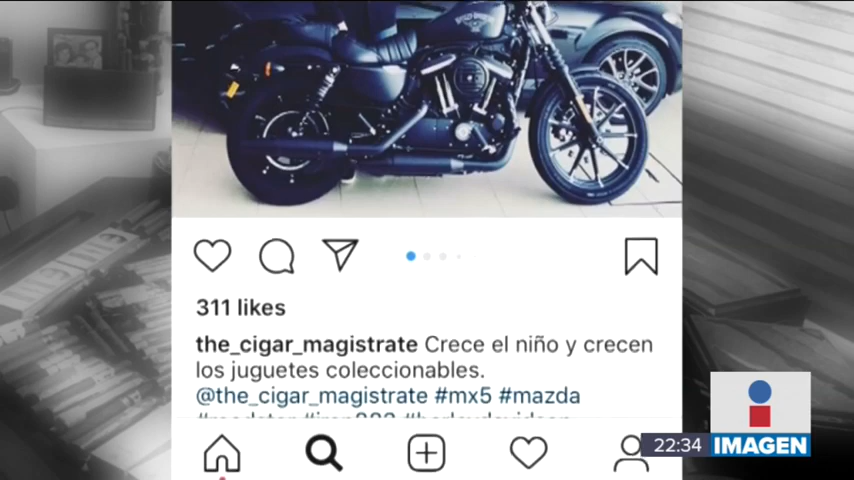 311 likes
the_cigar_magistrate Crece el niño y crecen
los juguetes coleccionables.
@the_cigar_magistrate #mx5 #mazda
22:34 IMAGEN